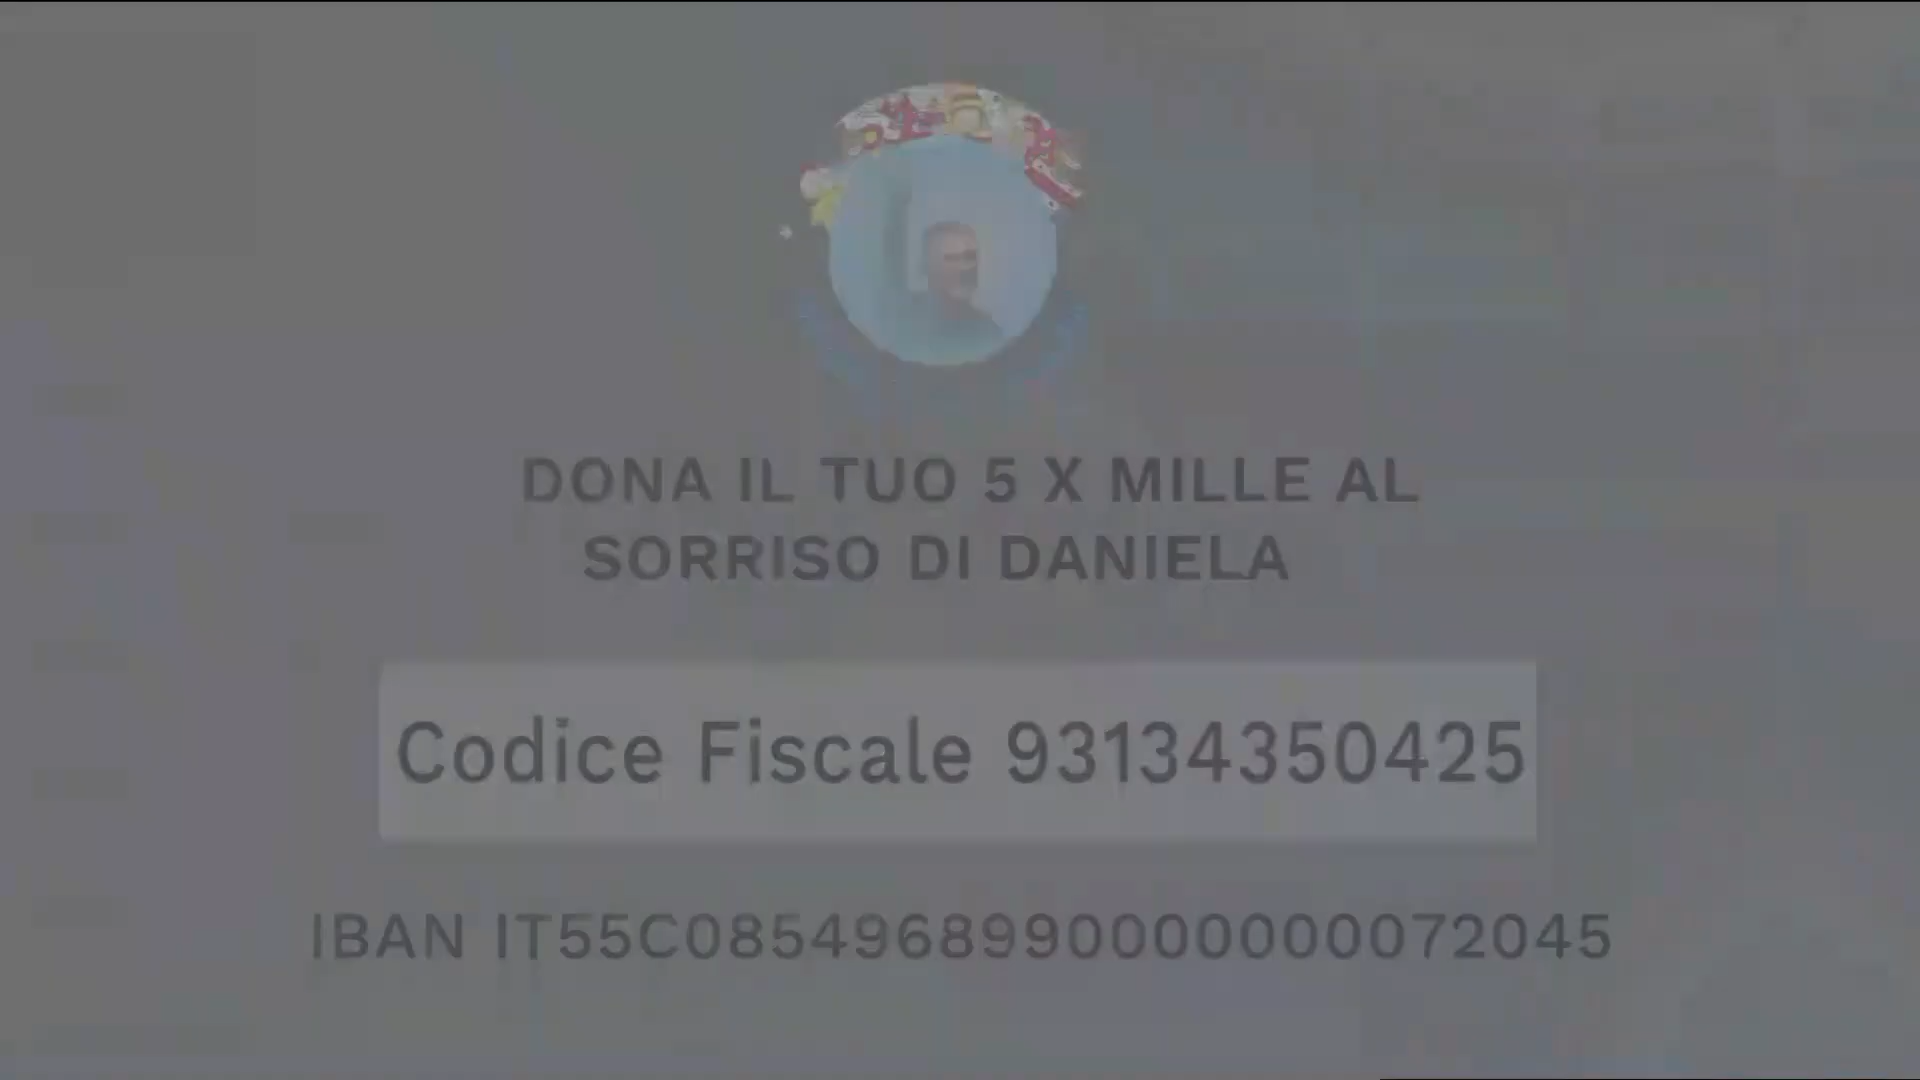 DONA IL TUO 5 X MILLE AL
SORRISO DI DANIELA
Codice Fiscale 93134350425
IBAN IT55C0854968990000000072045